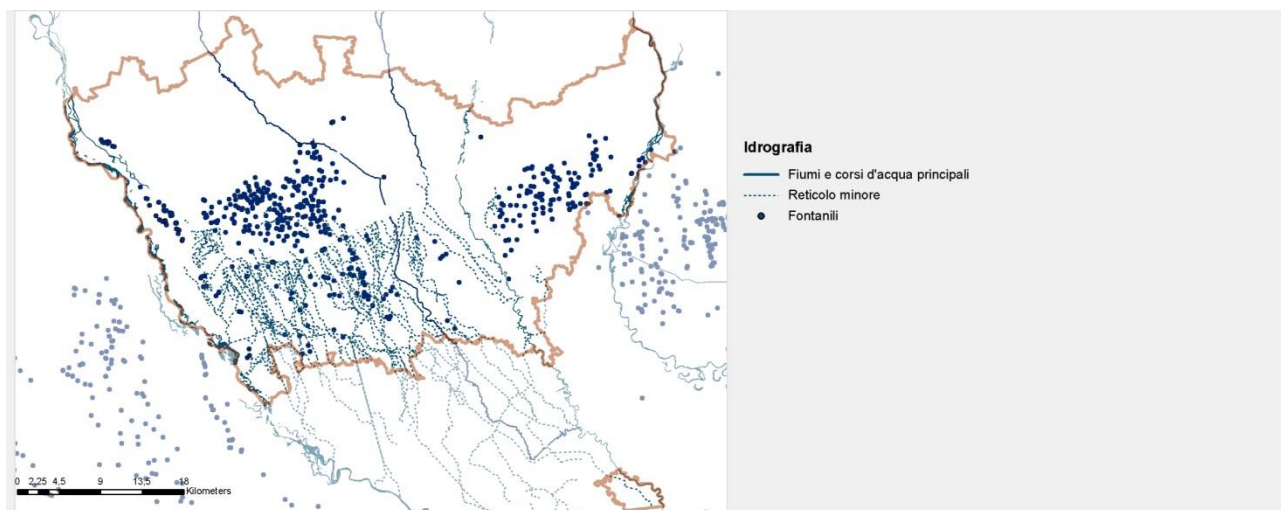 Idrografia
Fiumi e corsi d'acqua principali
Reticolo minore
Fontanili
0 2,25 4,5 9 13,5 18
Kilometers